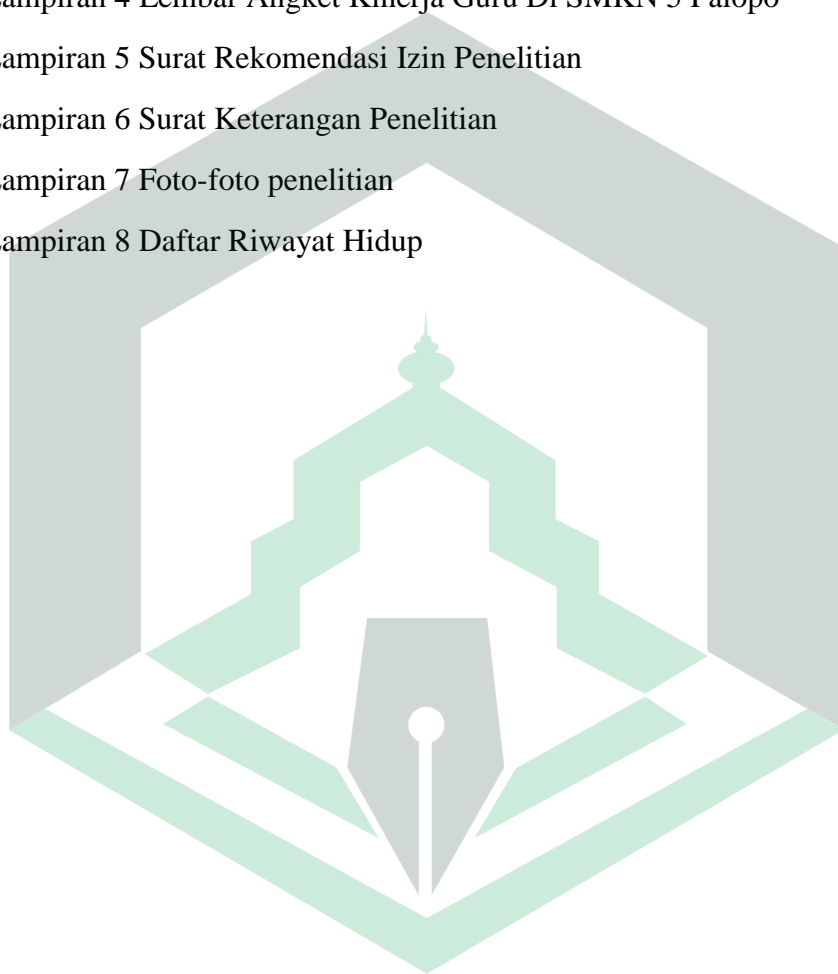 ampiran 4 Lembar Angket Kinerja Guru Di SMKN 5 Palopo
ampiran 5 Surat Rekomendasi Izin Penelitian
ampiran 6 Surat Keterangan Penelitian
ampiran 7 Foto-foto penelitian
ampiran 8 Daftar Riwayat Hidup